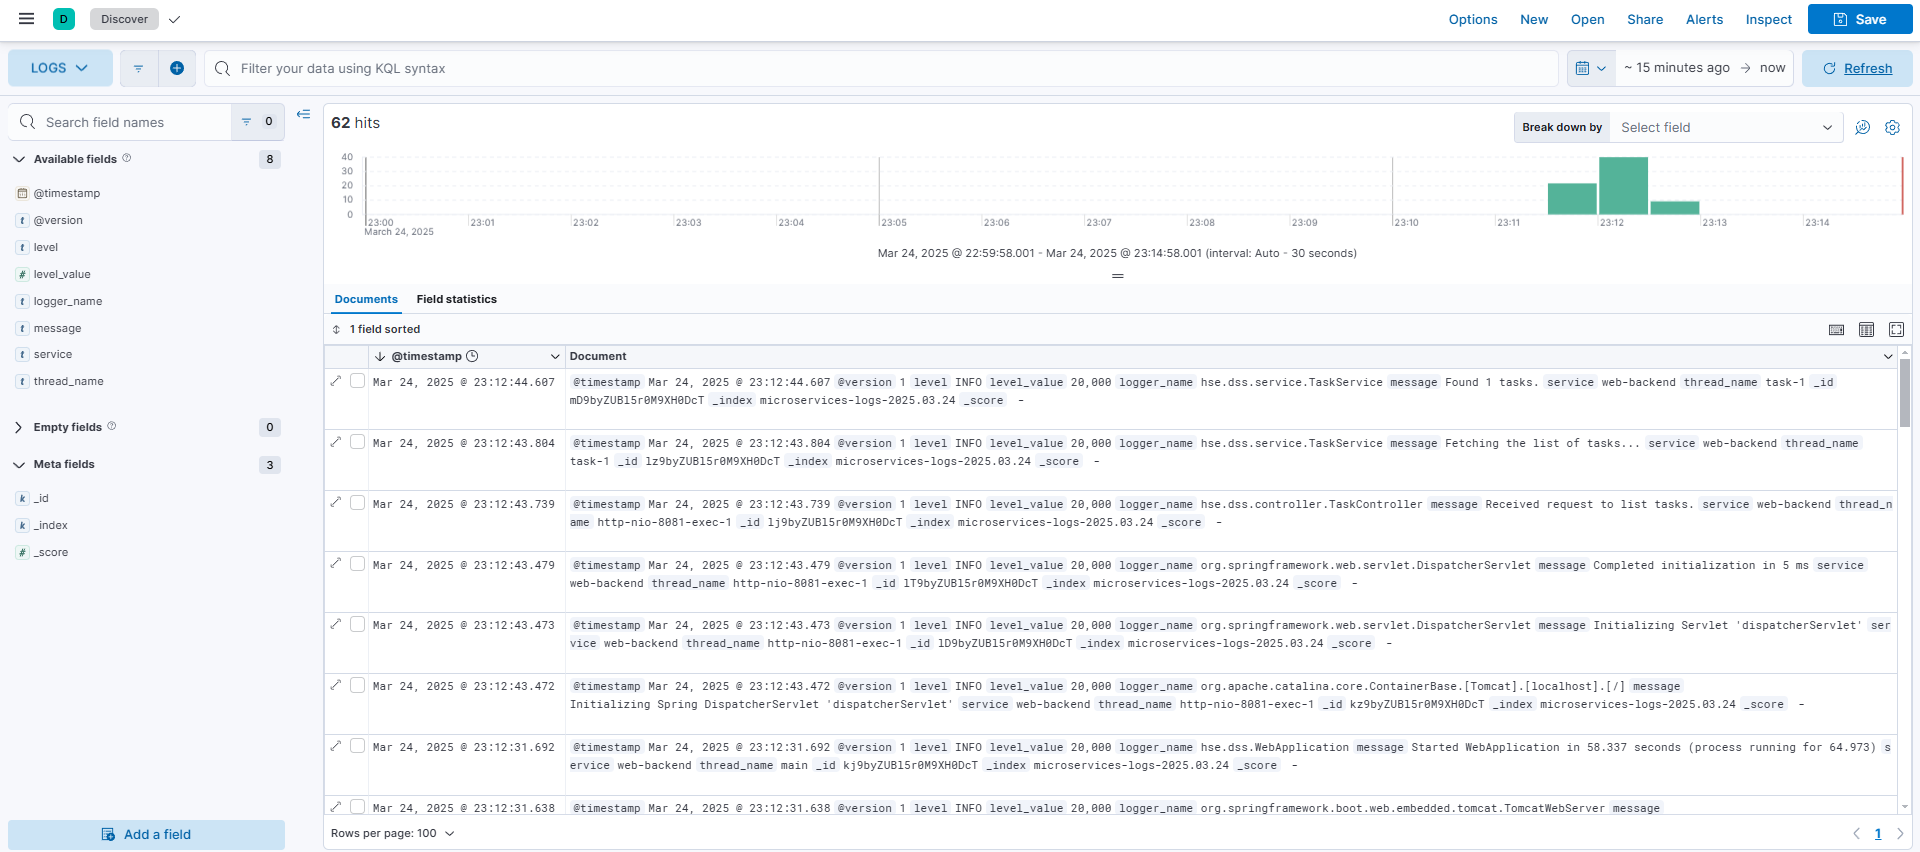 D Discover Options New Open Share Alerts Inspect Save
LOGS Filter your data using KQL syntax ~ 15 minutes ago → now Refresh
Search field names 0
62 hits
Break down by Select field
Available fields 8
@timestamp
@version
level
level_value
logger_name
message
service
thread_name
Empty fields 0
Meta fields 3
_id
_index
_score
Add a field
40
30
20
10
0
23:00 23:01 23:02 23:03 23:04 23:05 23:06 23:07 23:08 23:09 23:10 23:11 23:12 23:13 23:14
March 24, 2025
Mar 24, 2025 @ 22:59:58.001 - Mar 24, 2025 @ 23:14:58.001 (interval: Auto - 30 seconds)
Documents Field statistics
1 field sorted
@timestamp Document
Mar 24, 2025 @ 23:12:44.607 @timestamp Mar 24, 2025 @ 23:12:44.607 @version 1 level INFO level_value 20,000 logger_name hse.dss.service.TaskService message Found 1 tasks. service web-backend thread_name task-1 _id
mD9byZUBl5r0M9XH0DcT _index microservices-logs-2025.03.24 _score -
Mar 24, 2025 @ 23:12:43.804 @timestamp Mar 24, 2025 @ 23:12:43.804 @version 1 level INFO level_value 20,000 logger_name hse.dss.service.TaskService message Fetching the list of tasks... service web-backend thread_name
task-1 _id lz9byZUBl5r0M9XH0DcT _index microservices-logs-2025.03.24 _score -
Mar 24, 2025 @ 23:12:43.739 @timestamp Mar 24, 2025 @ 23:12:43.739 @version 1 level INFO level_value 20,000 logger_name hse.dss.controller.TaskController message Received request to list tasks. service web-backend thread_n
ame http-nio-8081-exec-1 _id lj9byZUBl5r0M9XH0DcT _index microservices-logs-2025.03.24 _score -
Mar 24, 2025 @ 23:12:43.479 @timestamp Mar 24, 2025 @ 23:12:43.479 @version 1 level INFO level_value 20,000 logger_name org.springframework.web.servlet.DispatcherServlet message Completed initialization in 5 ms service
web-backend thread_name http-nio-8081-exec-1 _id lT9byZUBl5r0M9XH0DcT _index microservices-logs-2025.03.24 _score -
Mar 24, 2025 @ 23:12:43.473 @timestamp Mar 24, 2025 @ 23:12:43.473 @version 1 level INFO level_value 20,000 logger_name org.springframework.web.servlet.DispatcherServlet message Initializing Servlet 'dispatcherServlet' ser
vice web-backend thread_name http-nio-8081-exec-1 _id lD9byZUBl5r0M9XH0DcT _index microservices-logs-2025.03.24 _score -
Mar 24, 2025 @ 23:12:43.472 @timestamp Mar 24, 2025 @ 23:12:43.472 @version 1 level INFO level_value 20,000 logger_name org.apache.catalina.core.ContainerBase.[Tomcat].[localhost].[/] message
Initializing Spring DispatcherServlet 'dispatcherServlet' service web-backend thread_name http-nio-8081-exec-1 _id kz9byZUBl5r0M9XH0DcT _index microservices-logs-2025.03.24 _score -
Mar 24, 2025 @ 23:12:31.692 @timestamp Mar 24, 2025 @ 23:12:31.692 @version 1 level INFO level_value 20,000 logger_name hse.dss.WebApplication message Started WebApplication in 58.337 seconds (process running for 64.973) s
ervice web-backend thread_name main _id kj9byZUBl5r0M9XH0DcT _index microservices-logs-2025.03.24 _score -
Mar 24, 2025 @ 23:12:31.638 @timestamp Mar 24, 2025 @ 23:12:31.638 @version 1 level INFO level_value 20,000 logger_name org.springframework.boot.web.embedded.tomcat.TomcatWebServer message
Rows per page: 100 1